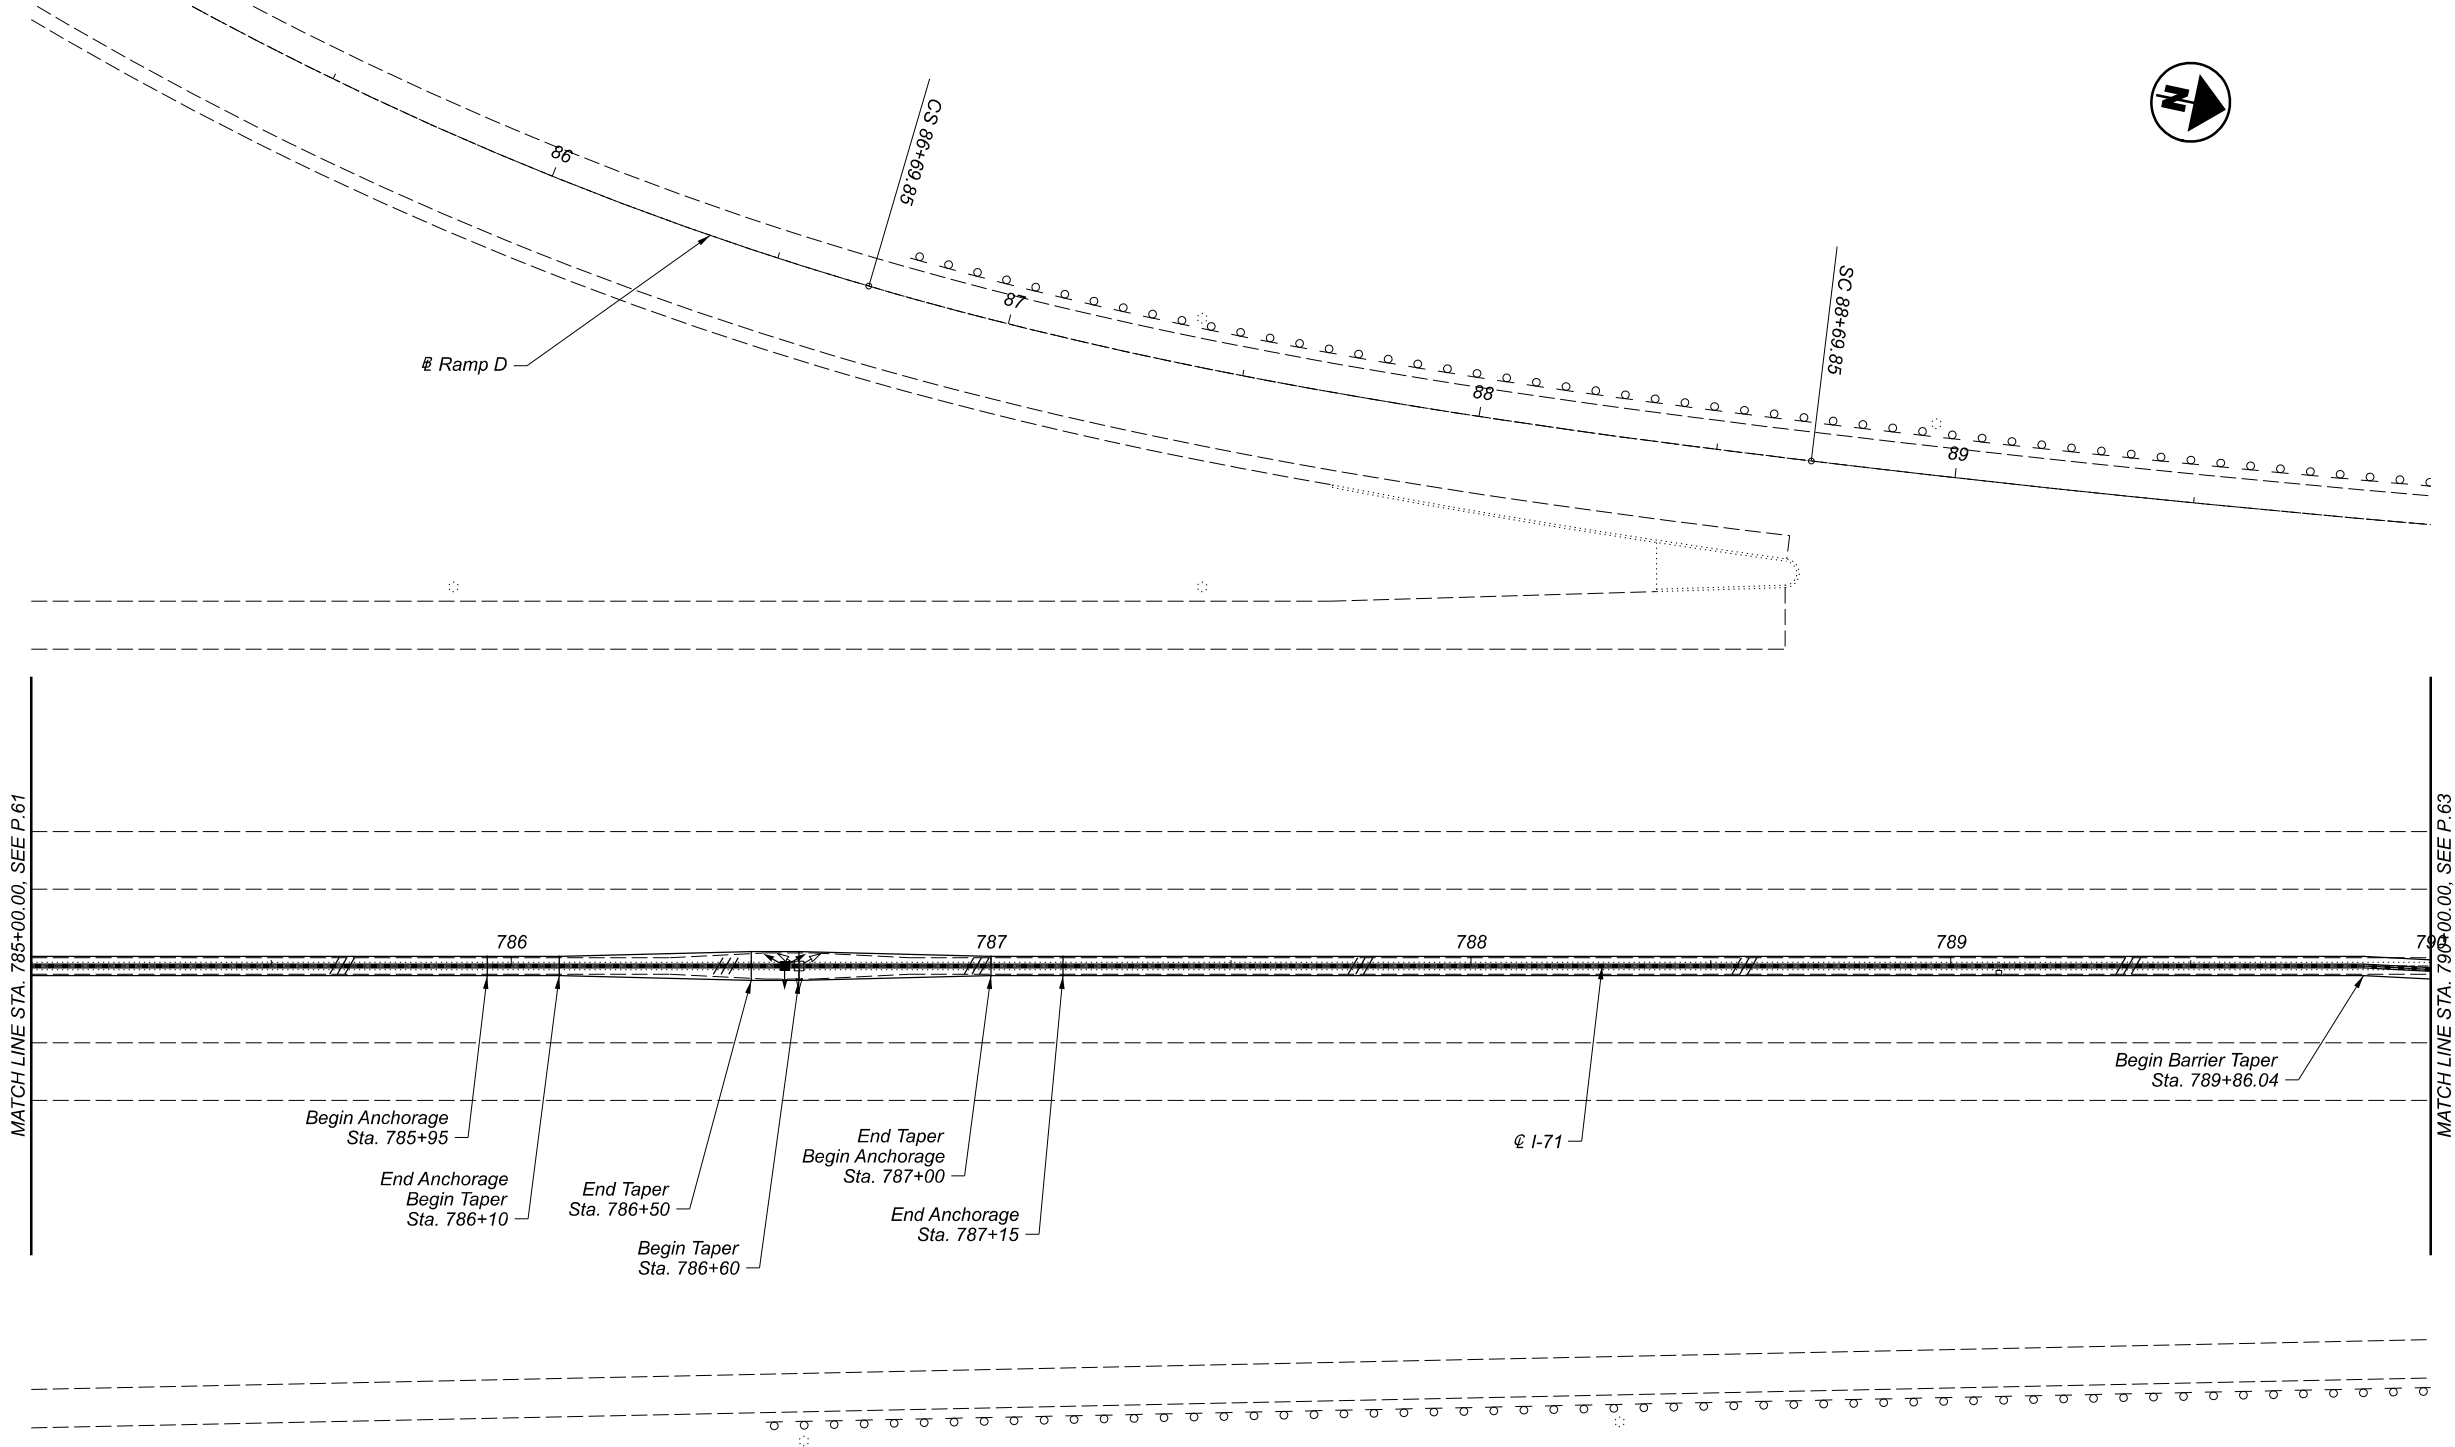 N
CS 86+69.85
86
87
SC 88+69.85
88
89
℄ Ramp D
MATCH LINE STA. 785+00.00, SEE P.61
MATCH LINE STA. 790+00.00, SEE P.63
786
787
788
789
790
Begin Anchorage
Sta. 785+95
End Anchorage
Begin Taper
Sta. 786+10
End Taper
Sta. 786+50
Begin Taper
Sta. 786+60
End Taper
Begin Anchorage
Sta. 787+00
End Anchorage
Sta. 787+15
℄ I-71
Begin Barrier Taper
Sta. 789+86.04